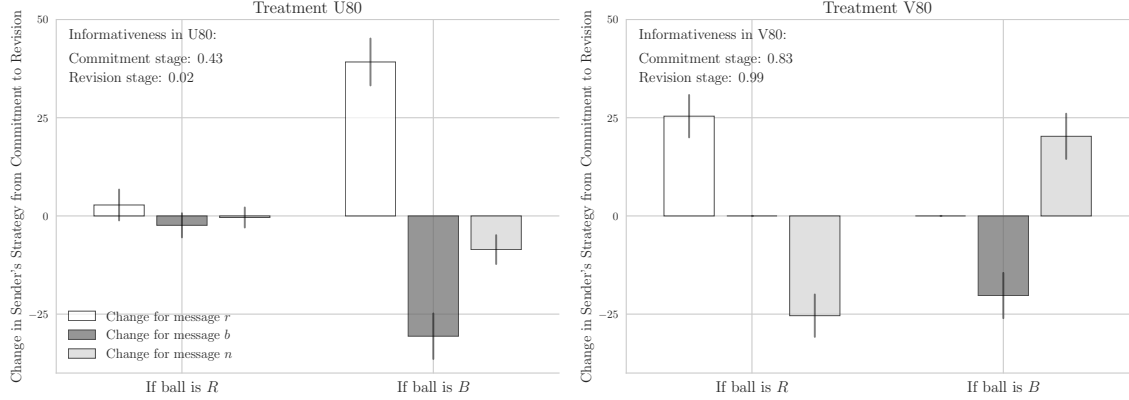 Treatment U80
Change in Sender's Strategy from Commitment to Revision
50
25
0
−25
Informativeness in U80:
Commitment stage: 0.43
Revision stage: 0.02
Change for message r
Change for message b
Change for message n
If ball is R
If ball is B
Treatment V80
Change in Sender's Strategy from Commitment to Revision
50
25
0
−25
Informativeness in V80:
Commitment stage: 0.83
Revision stage: 0.99
If ball is R
If ball is B